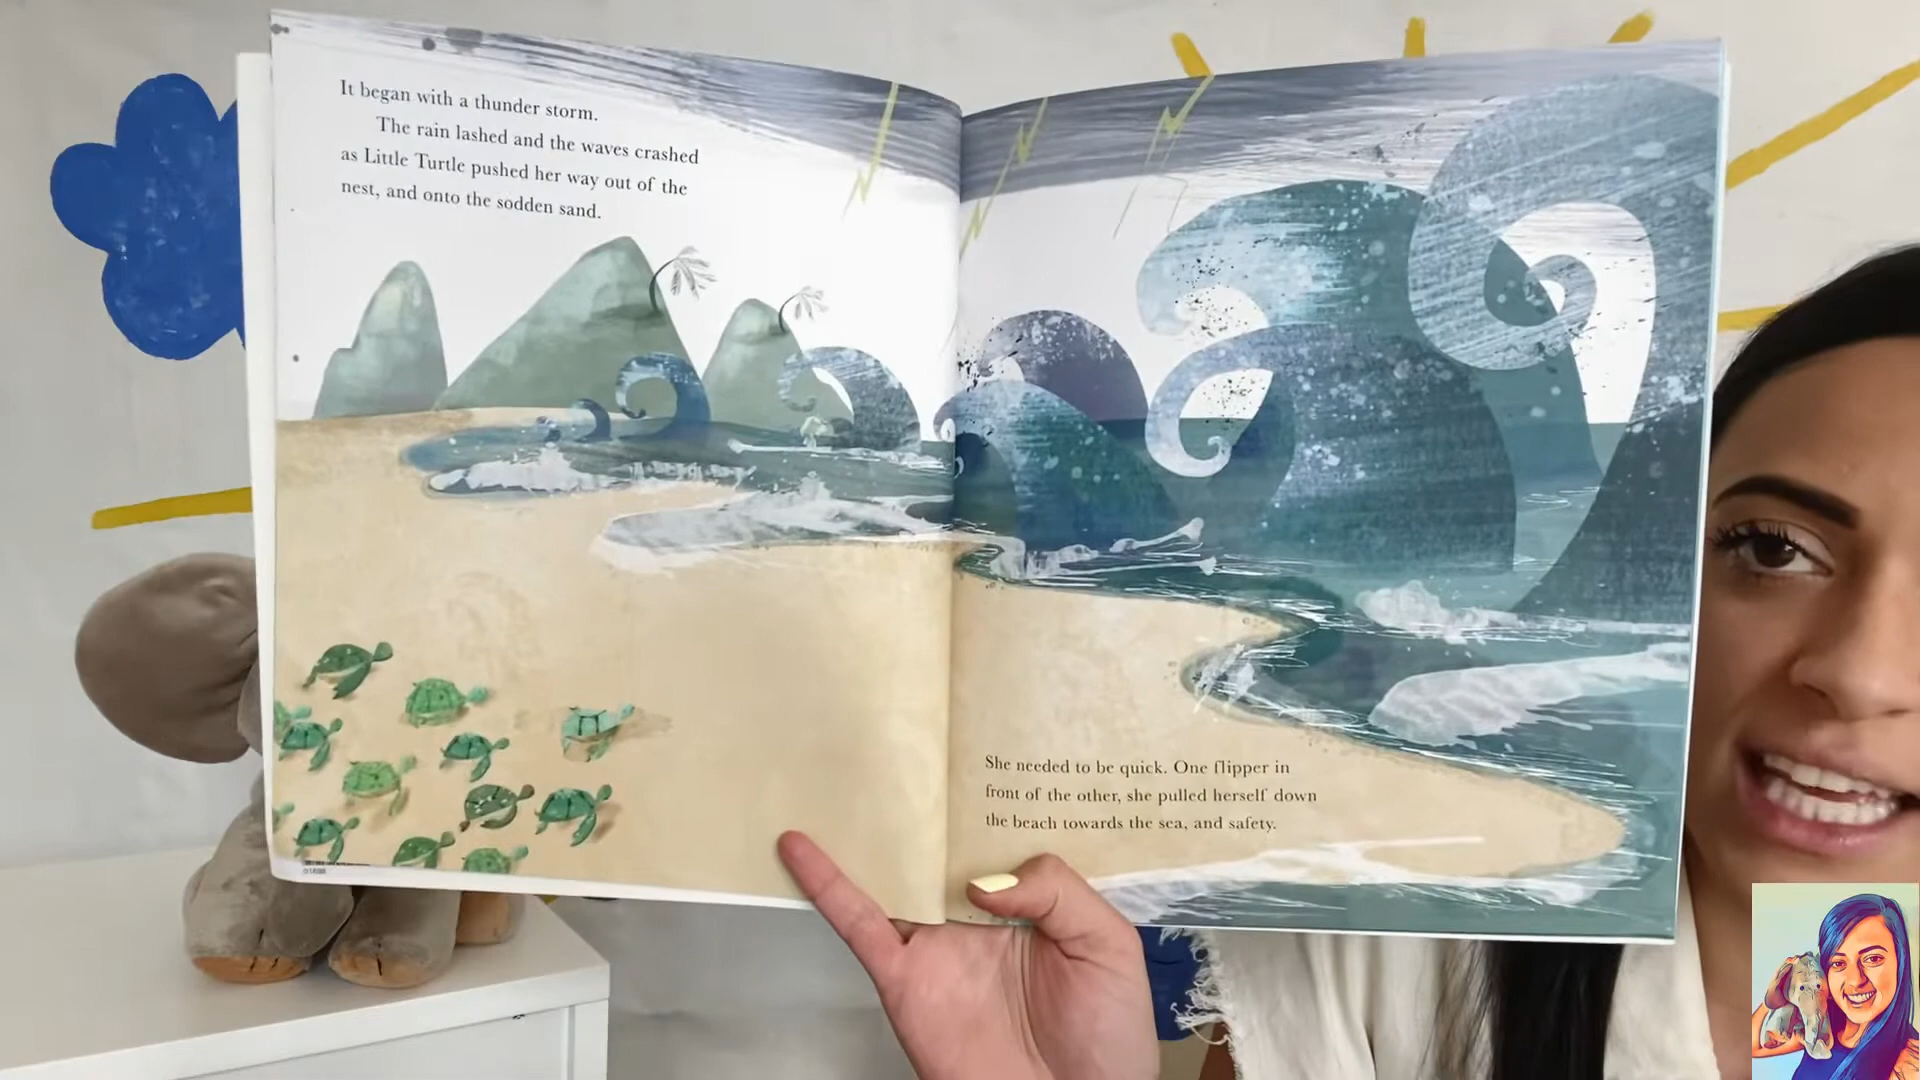 It began with a thunder storm.
The rain lashed and the waves crashed
as Little Turtle pushed her way out of the
nest, and onto the sodden sand.
She needed to be quick. One flipper in
front of the other, she pulled herself down
the beach towards the sea, and safety.